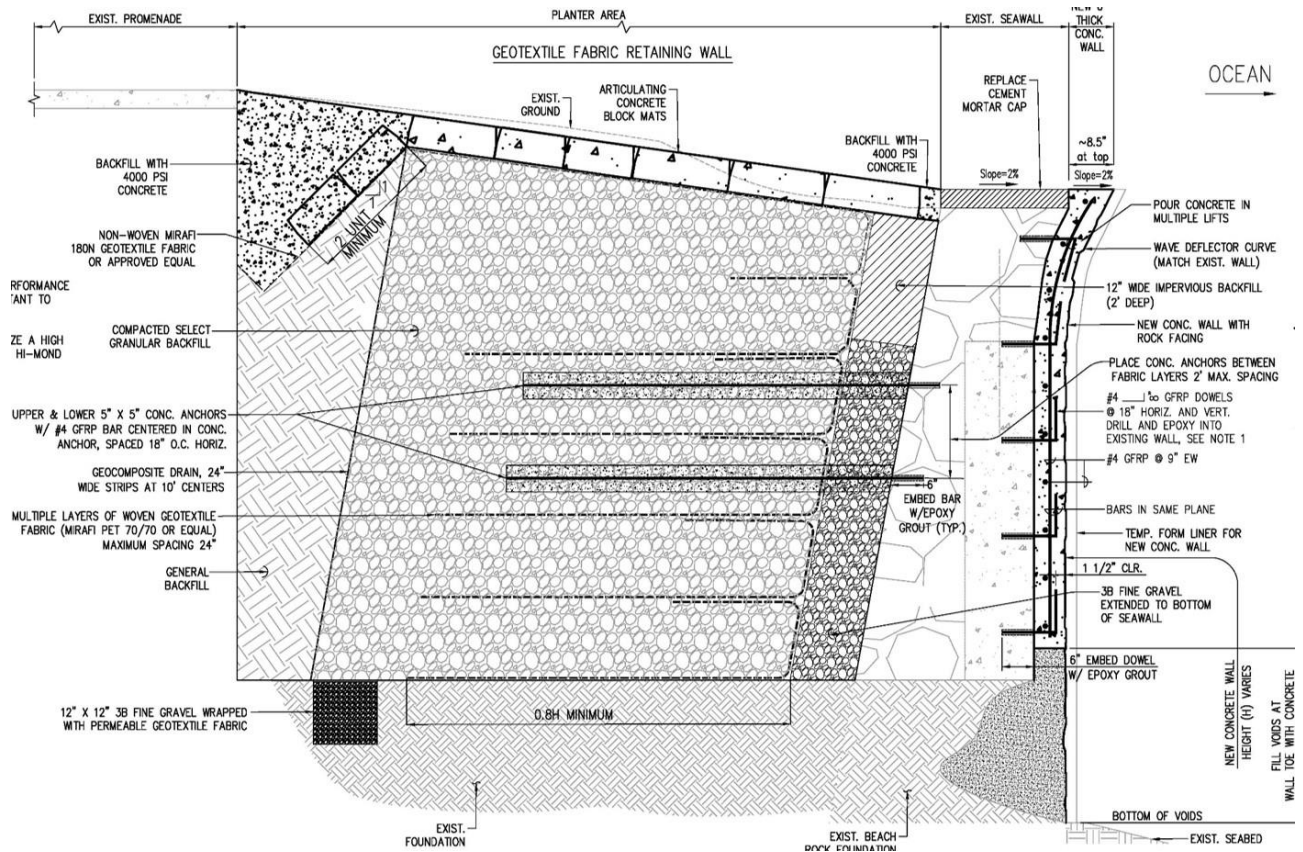 EXIST. PROMENADE
PLANTER AREA
EXIST. SEAWALL
THICK
CONC.
WALL
GEOTEXTILE FABRIC RETAINING WALL
OCEAN
REPLACE
CEMENT
MORTAR CAP
EXIST.
GROUND
ARTICULATING
CONCRETE
BLOCK MATS
BACKFILL WITH
4000 PSI
CONCRETE
BACKFILL WITH
4000 PSI
CONCRETE
~8.5"
at top
Slope=2%
Slope=2%
1
1
2 UNIT
MINIMUM
POUR CONCRETE IN
MULTIPLE LIFTS
NON-WOVEN MIRAFI
180N GEOTEXTILE FABRIC
OR APPROVED EQUAL
WAVE DEFLECTOR CURVE
(MATCH EXIST. WALL)
RFORMANCE
ANT TO
12" WIDE IMPERVIOUS BACKFILL
(2' DEEP)
ZE A HIGH
HI-MOND
COMPACTED SELECT
GRANULAR BACKFILL
NEW CONC. WALL WITH
ROCK FACING
PLACE CONC. ANCHORS BETWEEN
FABRIC LAYERS 2' MAX. SPACING
UPPER & LOWER 5" X 5" CONC. ANCHORS
W/ #4 GFRP BAR CENTERED IN CONC.
ANCHOR, SPACED 18" O.C. HORIZ.
#4 GFRP DOWELS
@ 18" HORIZ. AND VERT.
DRILL AND EPOXY INTO
EXISTING WALL, SEE NOTE 1
#4 GFRP @ 9" EW
GEOCOMPOSITE DRAIN, 24"
WIDE STRIPS AT 10' CENTERS
6"
EMBED BAR
W/EPOXY
GROUT (TYP.)
MULTIPLE LAYERS OF WOVEN GEOTEXTILE
FABRIC (MIRAFI PET 70/70 OR EQUAL)
MAXIMUM SPACING 24"
BARS IN SAME PLANE
TEMP. FORM LINER FOR
NEW CONC. WALL
GENERAL
BACKFILL
1 1/2" CLR.
3B FINE GRAVEL
EXTENDED TO BOTTOM
OF SEAWALL
6" EMBED DOWEL
W/ EPOXY GROUT
12" X 12" 3B FINE GRAVEL WRAPPED
WITH PERMEABLE GEOTEXTILE FABRIC
0.8H MINIMUM
NEW CONCRETE WALL
HEIGHT (H) VARIES
FILL VOIDS AT
WALL TOE WITH CONCRETE
BOTTOM OF VOIDS
EXIST.
FOUNDATION
EXIST. BEACH
ROCK FOUNDATION
EXIST. SEABED